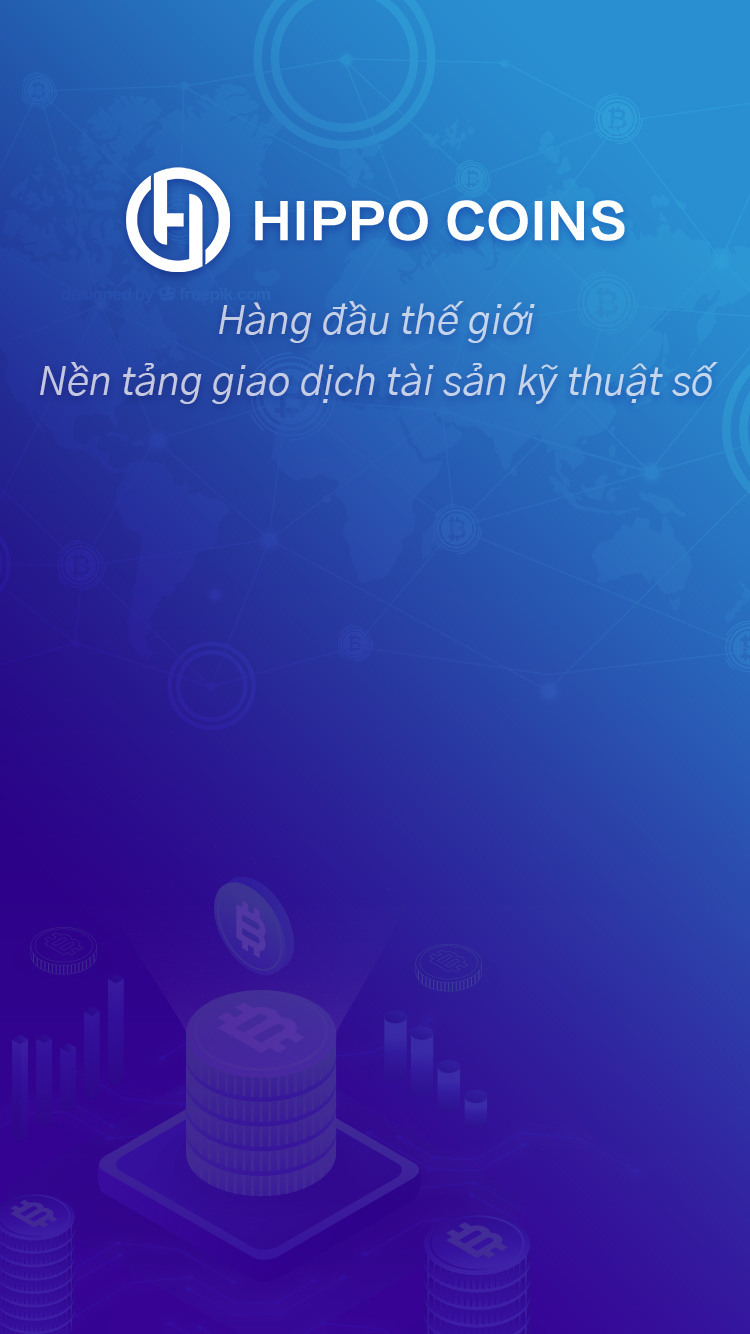 HIPPO COINS
designed by freepik.com
Hàng đầu thế giới
Nền tảng giao dịch tài sản kỹ thuật số